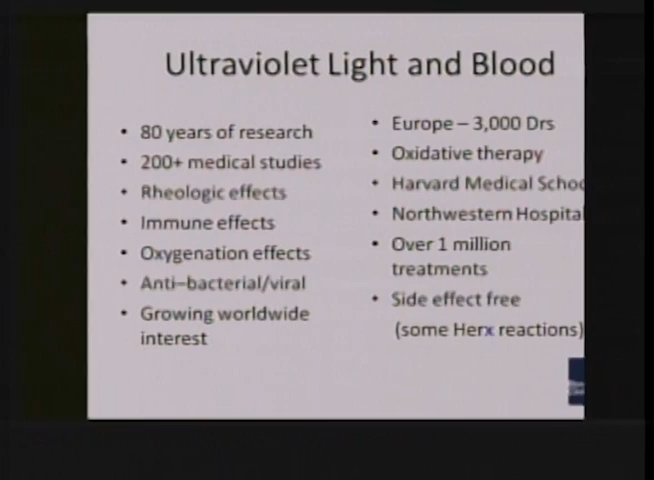 Ultraviolet Light and Blood
• 80 years of research
• 200+ medical studies
• Rheologic effects
• Immune effects
• Oxygenation effects
• Anti–bacterial/viral
• Growing worldwide
interest
• Europe – 3,000 Drs
• Oxidative therapy
• Harvard Medical Schoo
• Northwestern Hospital
• Over 1 million
treatments
• Side effect free
(some Herx reactions)